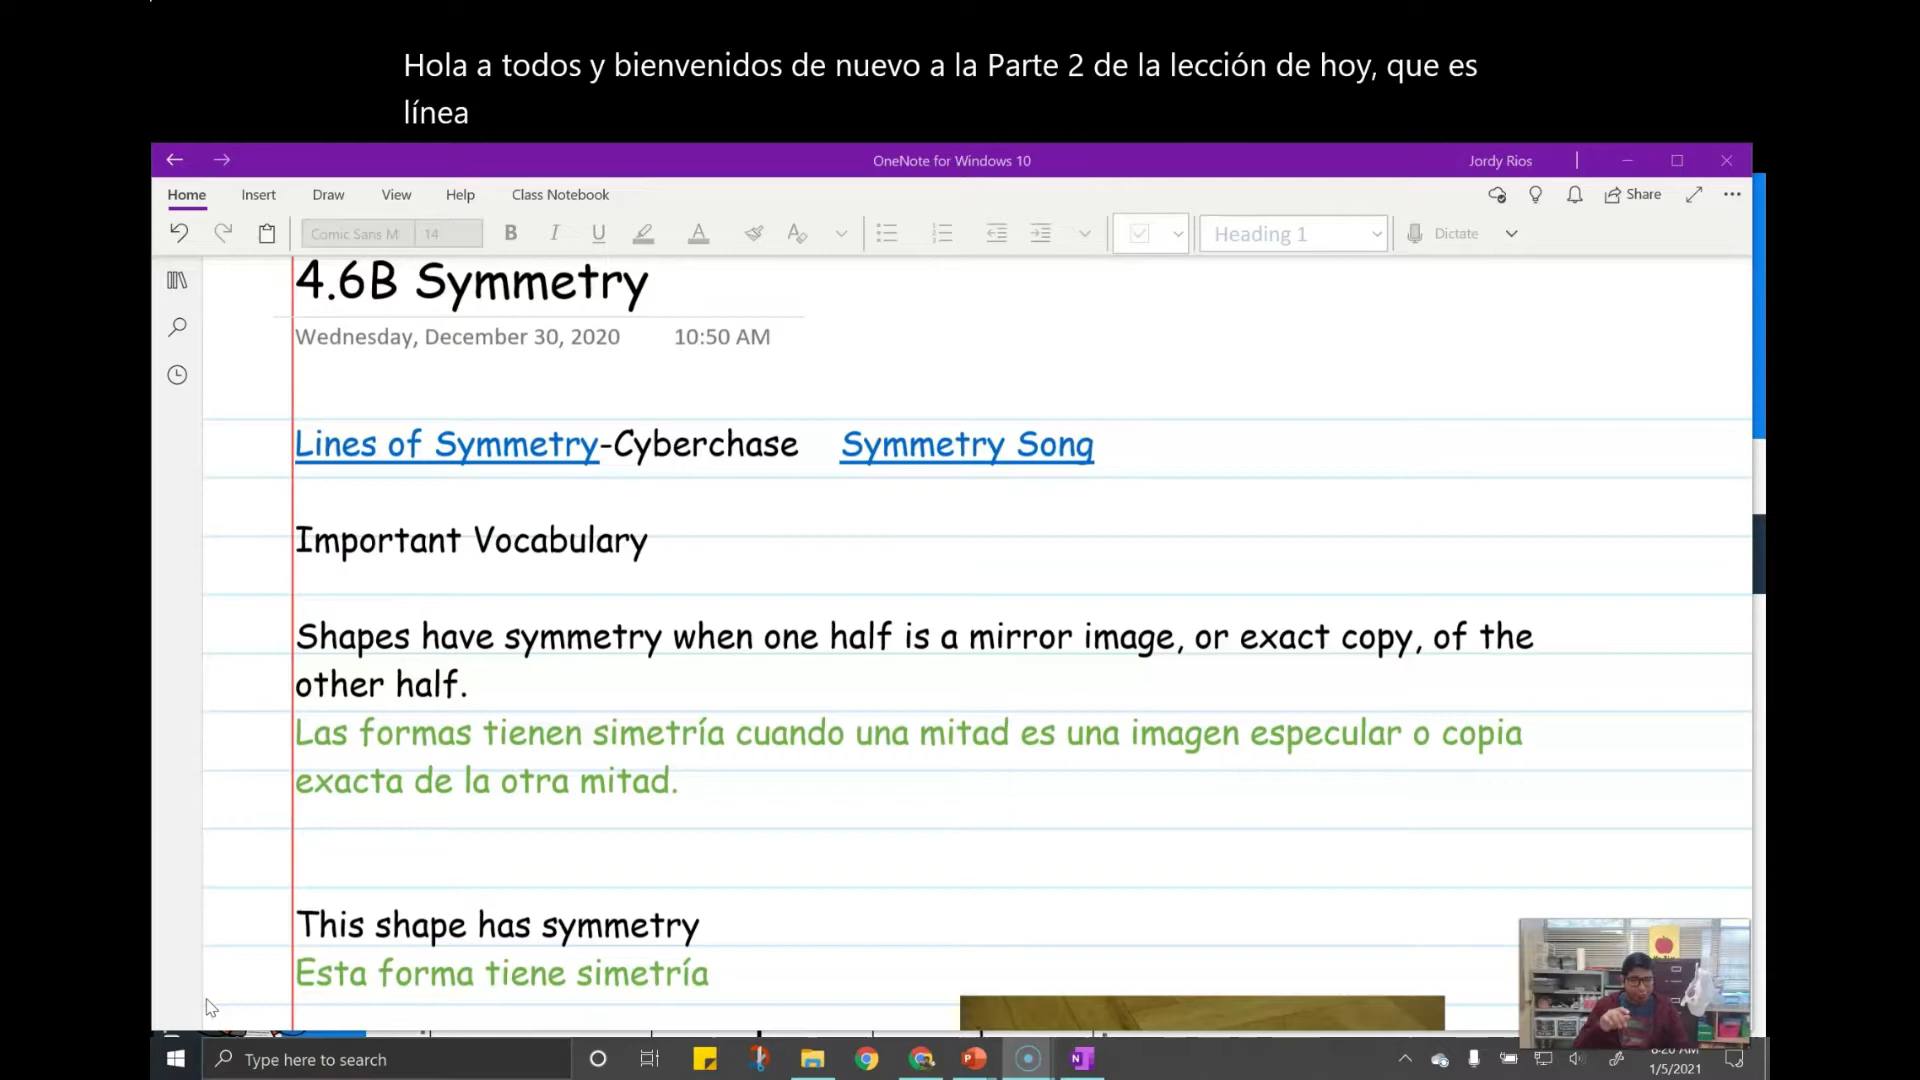 Hola a todos y bienvenidos de nuevo a la Parte 2 de la lección de hoy, que es
línea
OneNote for Windows 10
Jordy Rios
Home Insert Draw View Help Class Notebook
Share
Comic Sans M 14
B I U A
Heading 1
Dictate
4.6B Symmetry
Wednesday, December 30, 2020 10:50 AM
Lines of Symmetry-Cyberchase Symmetry Song
Important Vocabulary
Shapes have symmetry when one half is a mirror image, or exact copy, of the
other half.
Las formas tienen simetría cuando una mitad es una imagen especular o copia
exacta de la otra mitad.
This shape has symmetry
Esta forma tiene simetría
Type here to search
1/5/2021